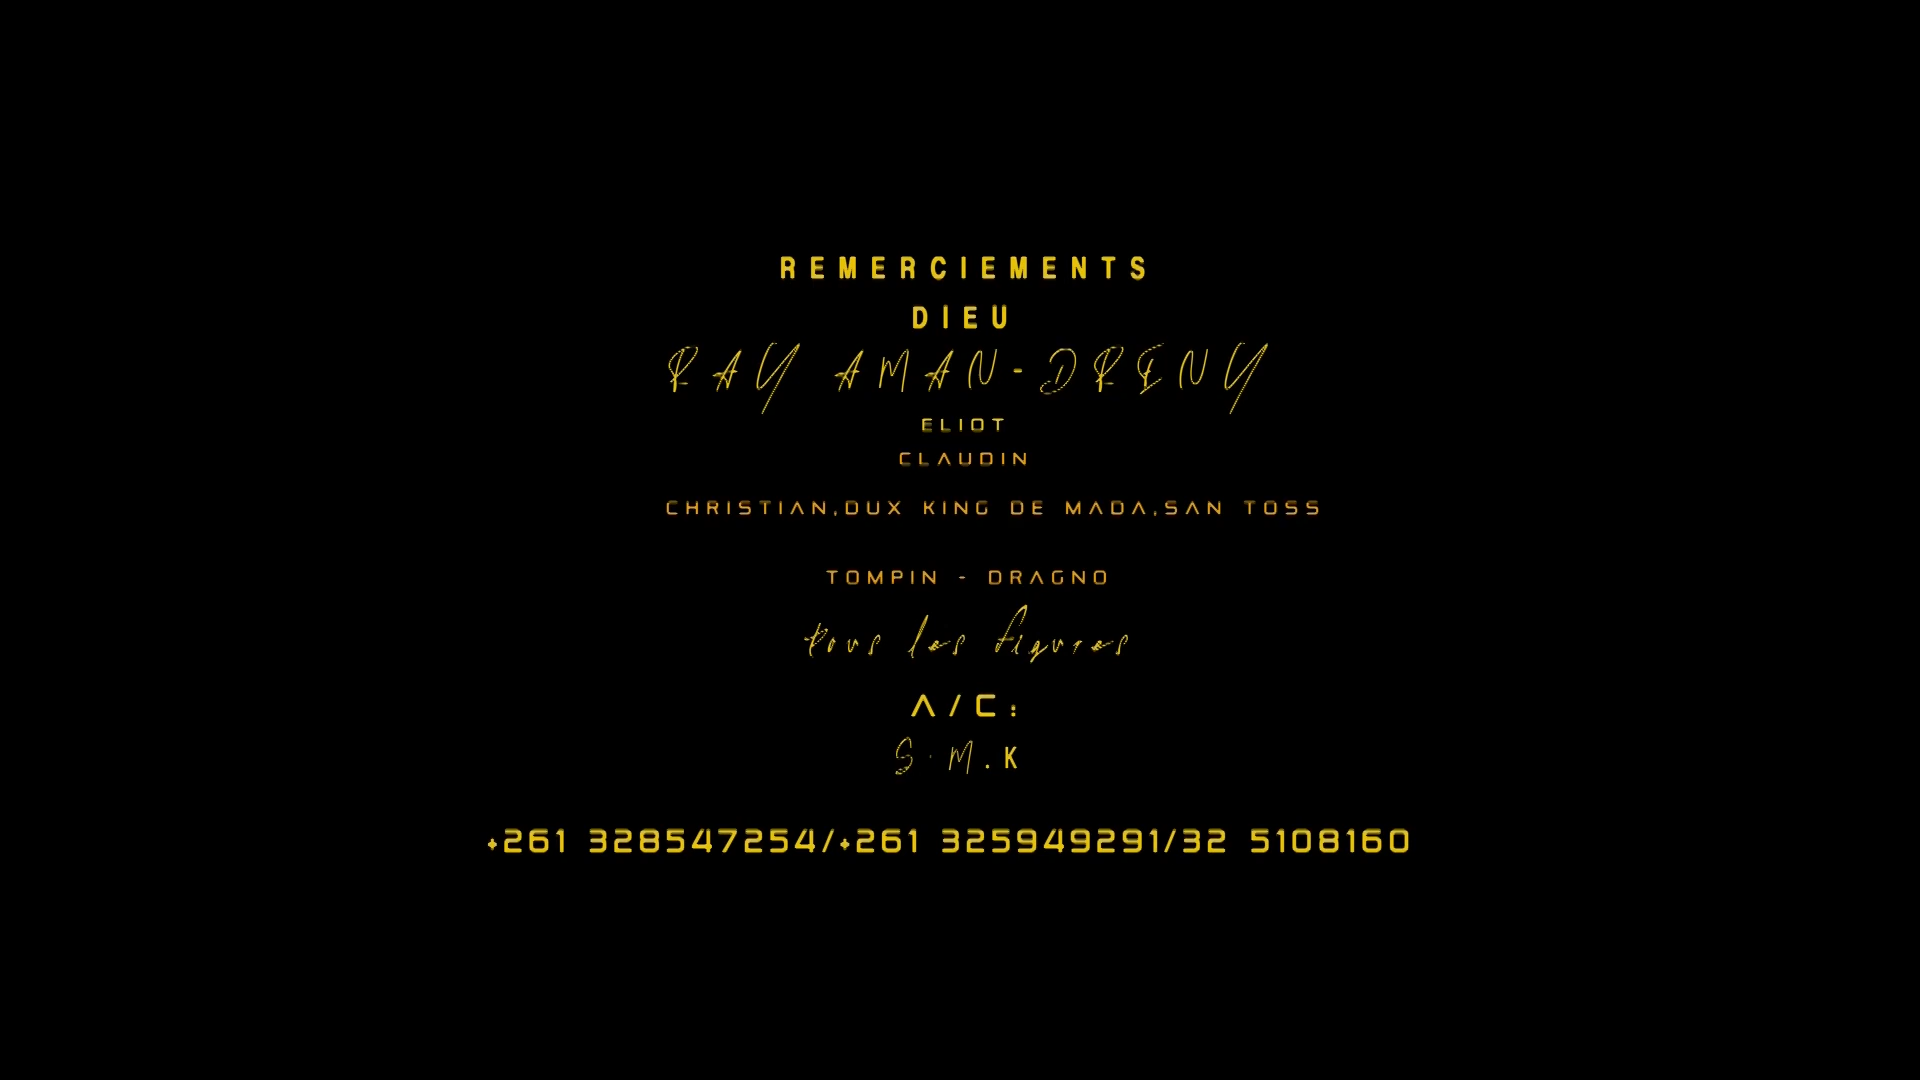 REMERCIEMENTS
DIEU
RAY AMAN-DRENY
ELIOT
CLAUDIN
CHRISTIAN,DUX KING DE MADA,SAN TOSS
TOMPIN - DRAGNO
tous les figures
A/C:
S.M.K
+261 328547254/+261 325949291/32 5108160